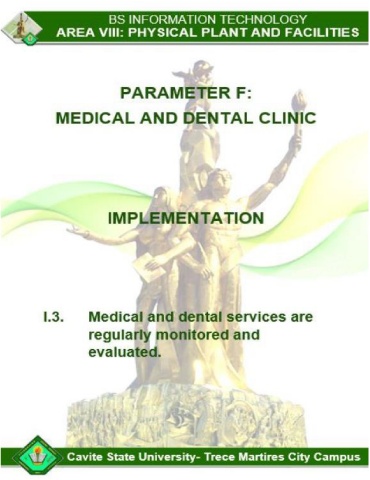 BS INFORMATION TECHNOLOGY
AREA VIII: PHYSICAL PLANT AND FACILITIES
PARAMETER F:
MEDICAL AND DENTAL CLINIC
IMPLEMENTATION
I.3. Medical and dental services are
regularly monitored and
evaluated.
Cavite State University- Trece Martires City Campus